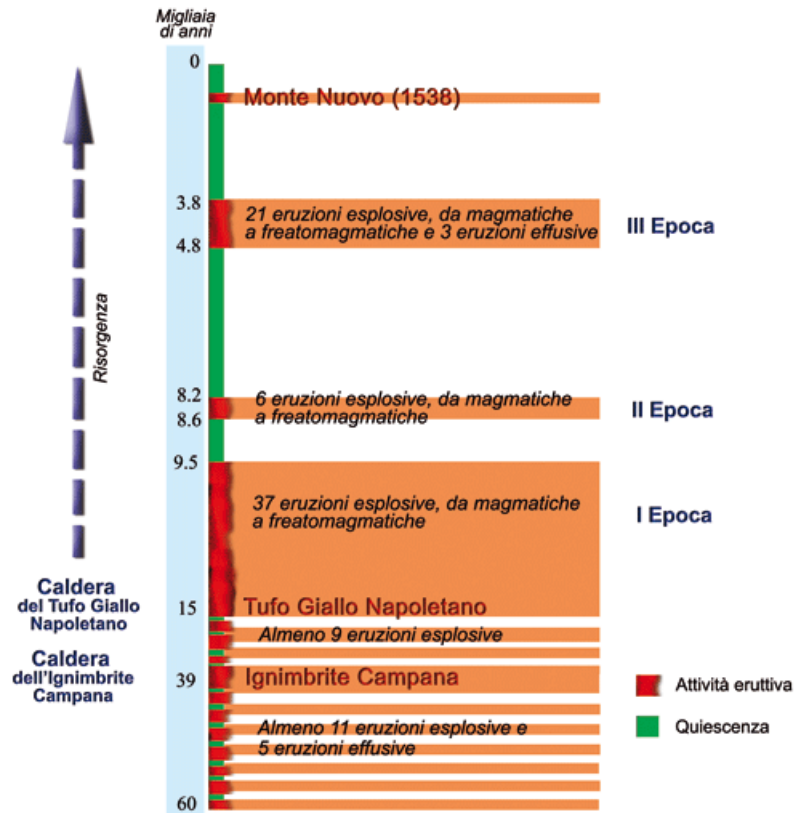 Migliaia
di anni
0
Monte Nuovo (1538)
3.8
21 eruzioni esplosive, da magmatiche
a freatomagmatiche e 3 eruzioni effusive
III Epoca
4.8
Risorgenza
8.2
6 eruzioni esplosive, da magmatiche
a freatomagmatiche
II Epoca
8.6
9.5
37 eruzioni esplosive, da magmatiche
a freatomagmatiche
I Epoca
Caldera
del Tufo Giallo
Napoletano
15
Tufo Giallo Napoletano
Almeno 9 eruzioni esplosive
Caldera
dell'Ignimbrite
Campana
39
Ignimbrite Campana
Attività eruttiva
Quiescenza
Almeno 11 eruzioni esplosive e
5 eruzioni effusive
60